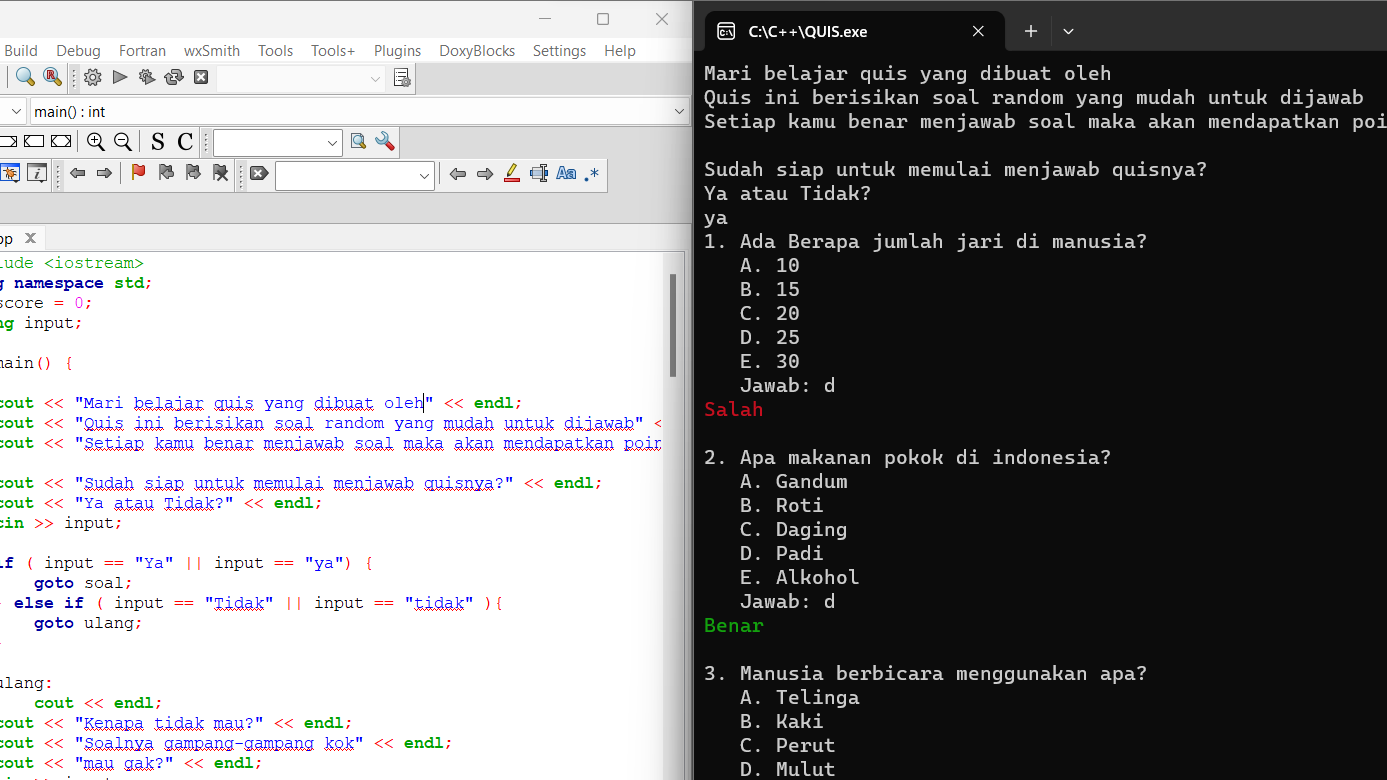 Build Debug Fortran wxSmith Tools Tools+ Plugins DoxyBlocks Settings Help
main() : int
S C
Aa .*
<iostream>
namespace std;
score = 0;
input;
main() {
cout << "Mari belajar quis yang dibuat oleh" << endl;
cout << "Quis ini berisikan soal random yang mudah untuk dijawab" <
cout << "Setiap kamu benar menjawab soal maka akan mendapatkan poin
cout << "Sudah siap untuk memulai menjawab quisnya?" << endl;
cout << "Ya atau Tidak?" << endl;
cin >> input;
if ( input == "Ya" || input == "ya") {
goto soal;
else if ( input == "Tidak" || input == "tidak" ){
goto ulang;
ulang:
cout << endl;
cout << "Kenapa tidak mau?" << endl;
cout << "Soalnya gampang-gampang kok" << endl;
cout << "mau gak?" << endl;
C:\C++\QUIS.exe
Mari belajar quis yang dibuat oleh
Quis ini berisikan soal random yang mudah untuk dijawab
Setiap kamu benar menjawab soal maka akan mendapatkan poi
Sudah siap untuk memulai menjawab quisnya?
Ya atau Tidak?
ya
1. Ada Berapa jumlah jari di manusia?
A. 10
B. 15
C. 20
D. 25
E. 30
Jawab: d
Salah
2. Apa makanan pokok di indonesia?
A. Gandum
B. Roti
C. Daging
D. Padi
E. Alkohol
Jawab: d
Benar
3. Manusia berbicara menggunakan apa?
A. Telinga
B. Kaki
C. Perut
D. Mulut